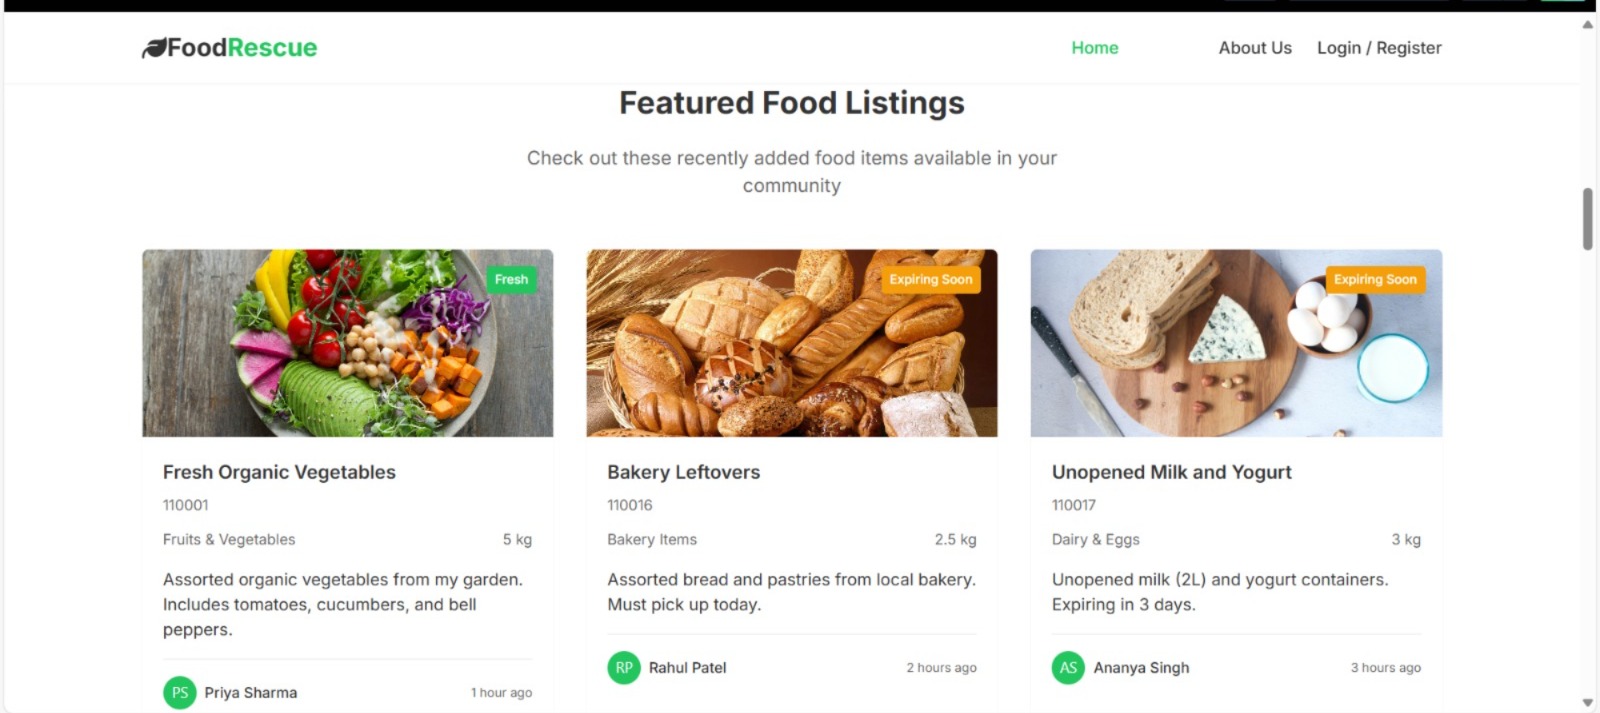 FoodRescue
Home
About Us
Login / Register
Featured Food Listings
Check out these recently added food items available in your
community
Fresh
Fresh Organic Vegetables
110001
Fruits & Vegetables 5 kg
Assorted organic vegetables from my garden.
Includes tomatoes, cucumbers, and bell
peppers.
PS Priya Sharma 1 hour ago
Expiring Soon
Bakery Leftovers
110016
Bakery Items 2.5 kg
Assorted bread and pastries from local bakery.
Must pick up today.
RP Rahul Patel 2 hours ago
Expiring Soon
Unopened Milk and Yogurt
110017
Dairy & Eggs 3 kg
Unopened milk (2L) and yogurt containers.
Expiring in 3 days.
AS Ananya Singh 3 hours ago